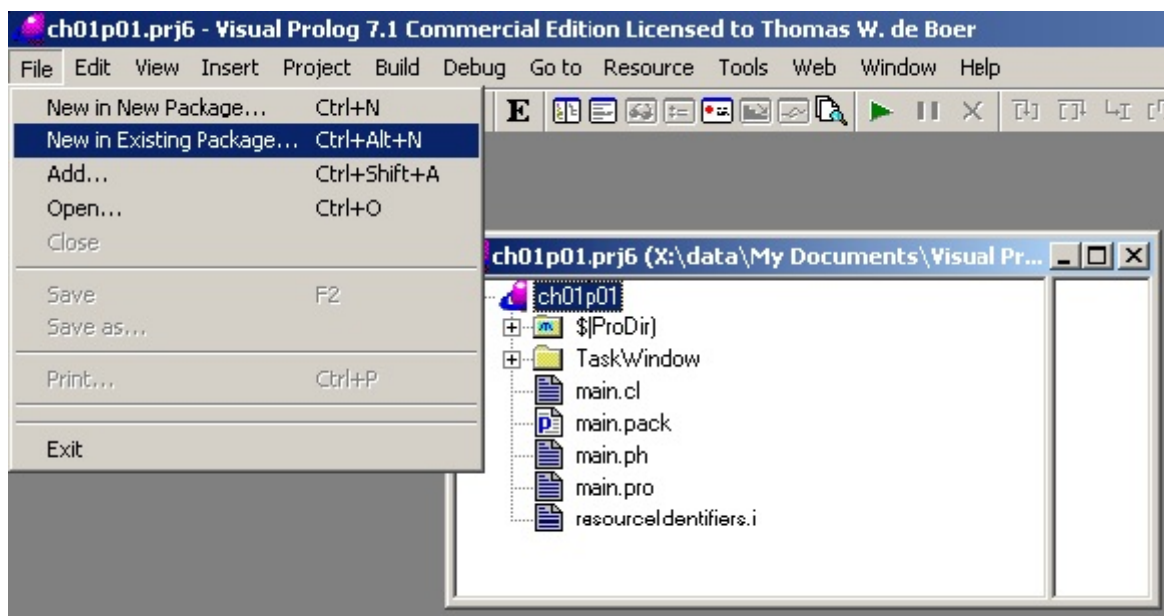 ch01p01.prj6 - Visual Prolog 7.1 Commercial Edition Licensed to Thomas W. de Boer
File Edit View Insert Project Build Debug Go to Resource Tools Web Window Help
New in New Package... Ctrl+N
New in Existing Package... Ctrl+Alt+N
Add... Ctrl+Shift+A
Open... Ctrl+O
Close
Save F2
Save as...
Print... Ctrl+P
Exit
E
ch01p01.prj6 (X:\data\My Documents\Visual Pr...
ch01p01
$|ProDir)
TaskWindow
main.cl
main.pack
main.ph
main.pro
resourceIdentifiers.i